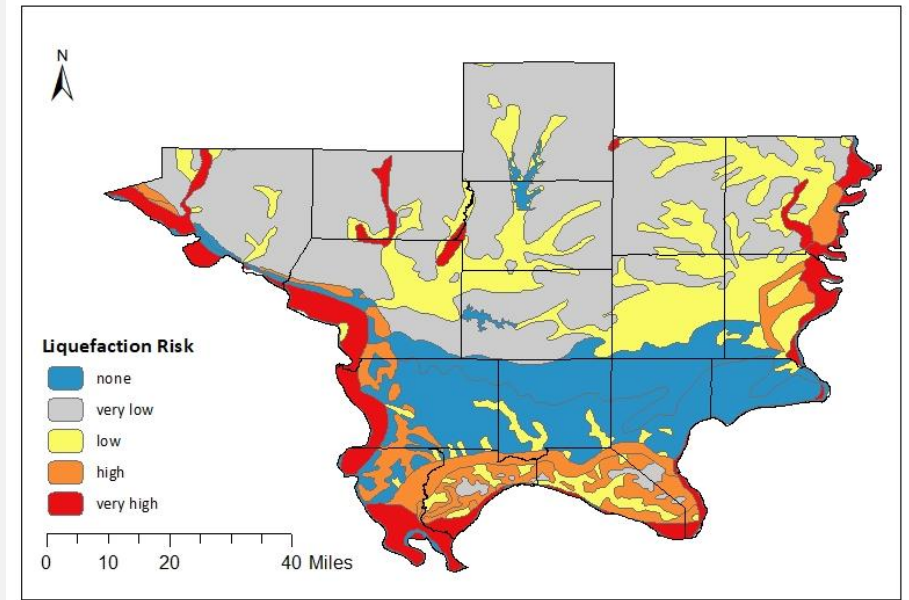 N
Liquefaction Risk
none
very low
low
high
very high
0 10 20 40 Miles